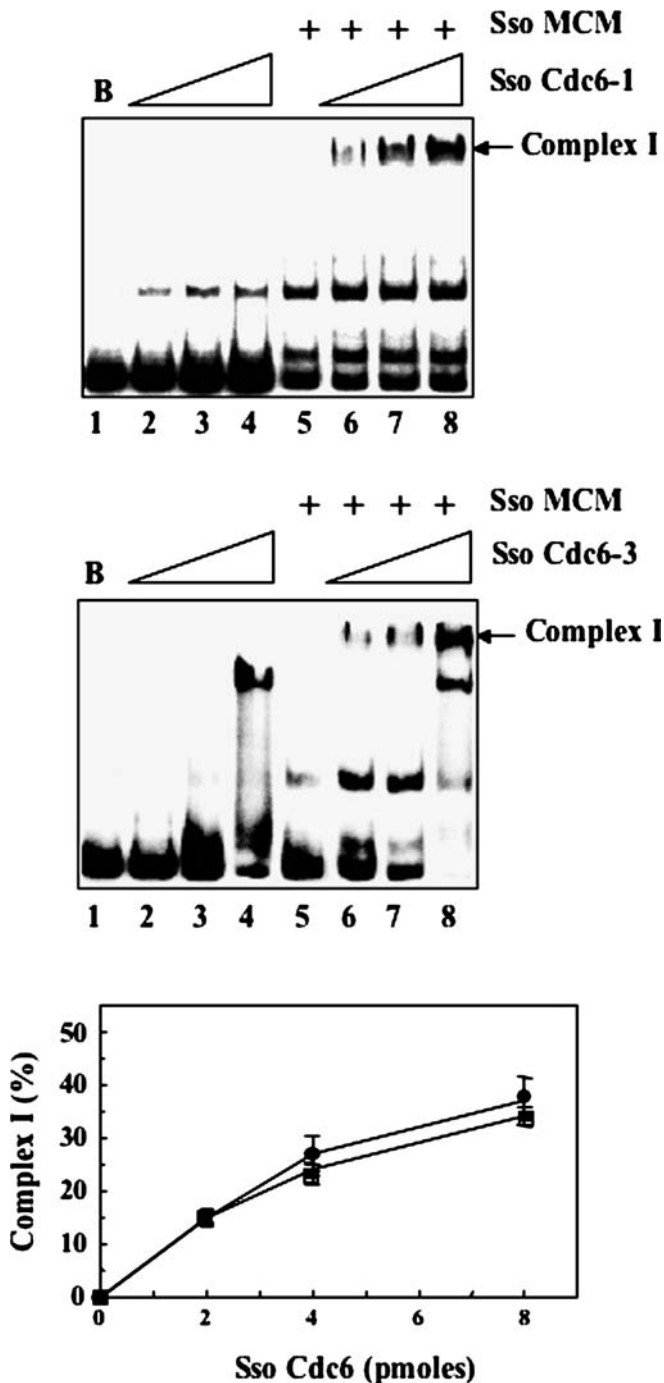 + + + + Sso MCM
B Sso Cdc6-1
Complex I
1 2 3 4 5 6 7 8
+ + + + Sso MCM
B Sso Cdc6-3
Complex I
1 2 3 4 5 6 7 8
50
40
30
20
10
0
Complex I (%)
0 2 4 6 8
Sso Cdc6 (pmoles)